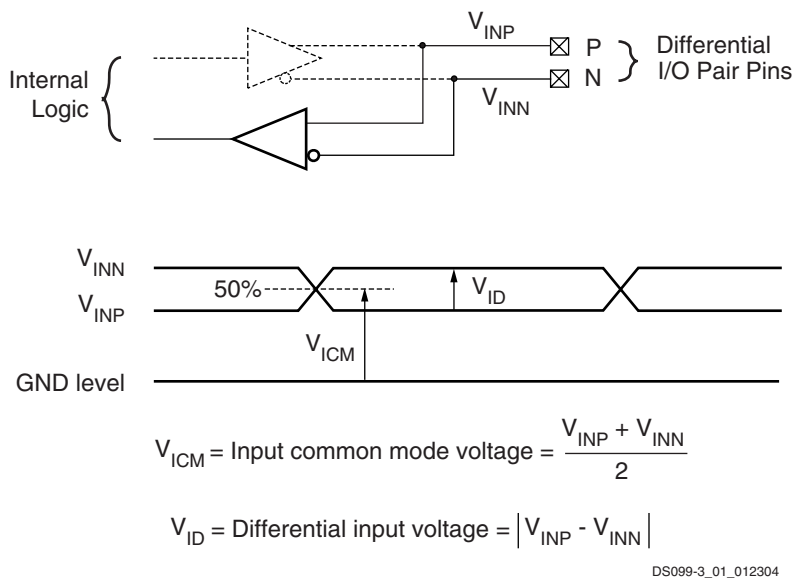 V_INP
P
Differential
I/O Pair Pins
N
Internal
Logic
V_INN
V_INN
50%
V_ID
V_INP
V_ICM
GND level
V_ICM = Input common mode voltage = (V_INP + V_INN) / 2
V_ID = Differential input voltage = |V_INP - V_INN|
DS099-3_01_012304